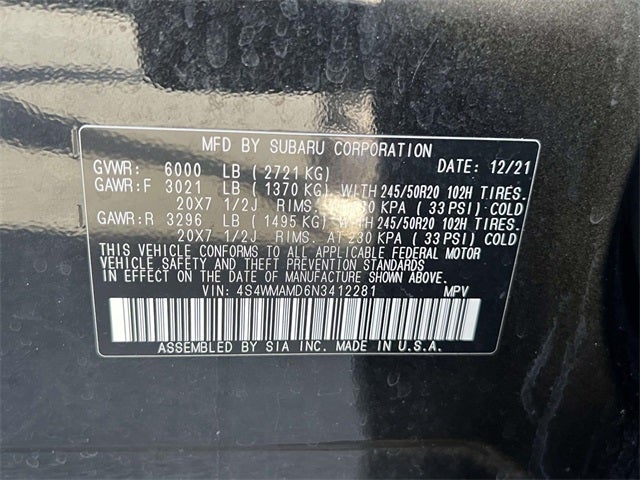 MFD BY SUBARU CORPORATION
GVWR: 6000 LB ( 2721 KG) DATE: 12/21
GAWR:F 3021 LB ( 1370 KG) WITH 245/50R20 102H TIRES.
20X7 1/2J RIMS. KPA ( 33 PSI) COLD
GAWR:R 3296 LB ( 1495 KG) WITH 245/50R20 102H TIRES.
20X7 1/2J RIMS. AT 230 KPA ( 33 PSI) COLD
THIS VEHICLE CONFORMS TO ALL APPLICABLE FEDERAL MOTOR
VEHICLE SAFETY AND THEFT PREVENTION STANDARDS
IN EFFECT ON THE DATE OF MANUFACTURE SHOWN ABOVE.
VIN: 4S4WMAMD6N3412281 MPV
ASSEMBLED BY SIA INC. MADE IN U.S.A.